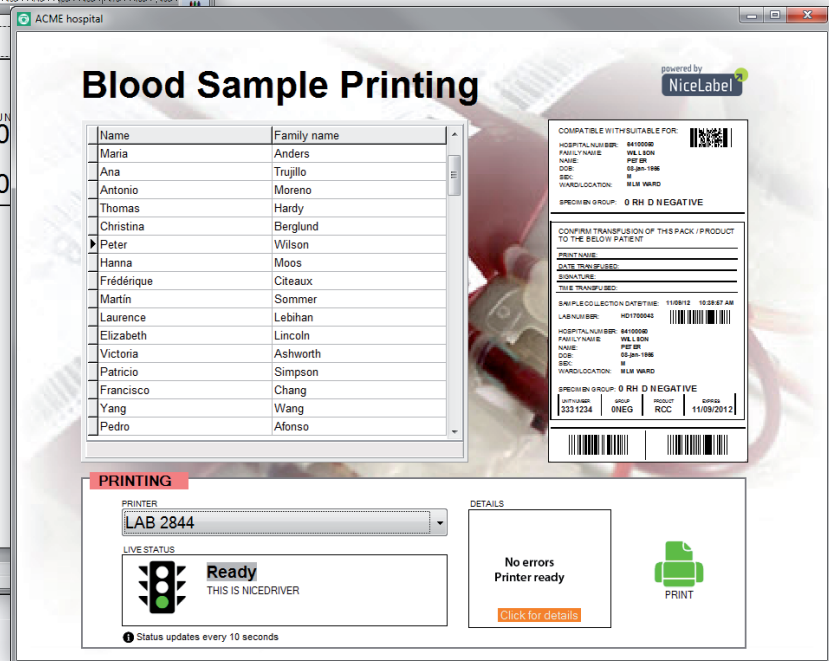 ACME hospital
Blood Sample Printing
powered by
NiceLabel
Name Family name
Maria Anders
Ana Trujillo
Antonio Moreno
Thomas Hardy
Christina Berglund
Peter Wilson
Hanna Moos
Frédérique Citeaux
Martín Sommer
Laurence Lebihan
Elizabeth Lincoln
Victoria Ashworth
Patricio Simpson
Francisco Chang
Yang Wang
Pedro Afonso
COMPATIBLE WITH SUITABLE FOR:
HOSPITAL NUMBER: 64100060
FAMILY NAME: WILLSON
NAME: PETER
DOB: 03-jan-1966
SEX: M
WARD/LOCATION: MLM WARD
SPECIMEN GROUP: 0 RH D NEGATIVE
CONFIRM TRANSFUSION OF THIS PACK / PRODUCT
TO THE BELOW PATIENT
PRINT NAME:
DATE TRANSFUSED:
SIGNATURE:
TIME TRANSFUSED:
SAMPLE COLLECTION DATE/TIME: 11/09/12 10:39:57 AM
LAB NUMBER: HD1700043
HOSPITAL NUMBER: 64100060
FAMILY NAME: WILLSON
NAME: PETER
DOB: 03-jan-1966
SEX: M
WARD/LOCATION: MLM WARD
SPECIMEN GROUP: 0 RH D NEGATIVE
UNIT NUMBER GROUP PRODUCT EXPIRES
3331234 0NEG RCC 11/09/2012
PRINTING
PRINTER
LAB 2844
LIVE STATUS
Ready
THIS IS NICEDRIVER
Status updates every 10 seconds
DETAILS
No errors
Printer ready
Click for details
PRINT